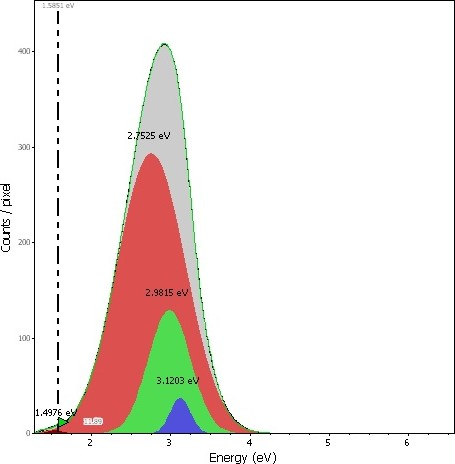 1.5851 eV
400
2.7525 eV
300
Counts / pixel
200
2.9815 eV
100
3.1203 eV
1.4976 eV
0
2 3 4 5 6
Energy (eV)